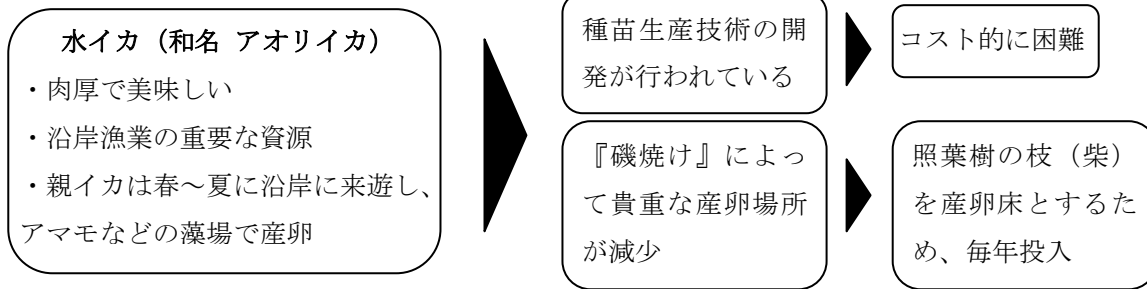 水イカ（和名 アオリイカ）
・肉厚で美味しい
・沿岸漁業の重要な資源
・親イカは春～夏に沿岸に来遊し、
アマモなどの藻場で産卵
種苗生産技術の開
発が行われている
コスト的に困難
『磯焼け』によっ
て貴重な産卵場所
が減少
照葉樹の枝（柴）
を産卵床とするた
め、毎年投入